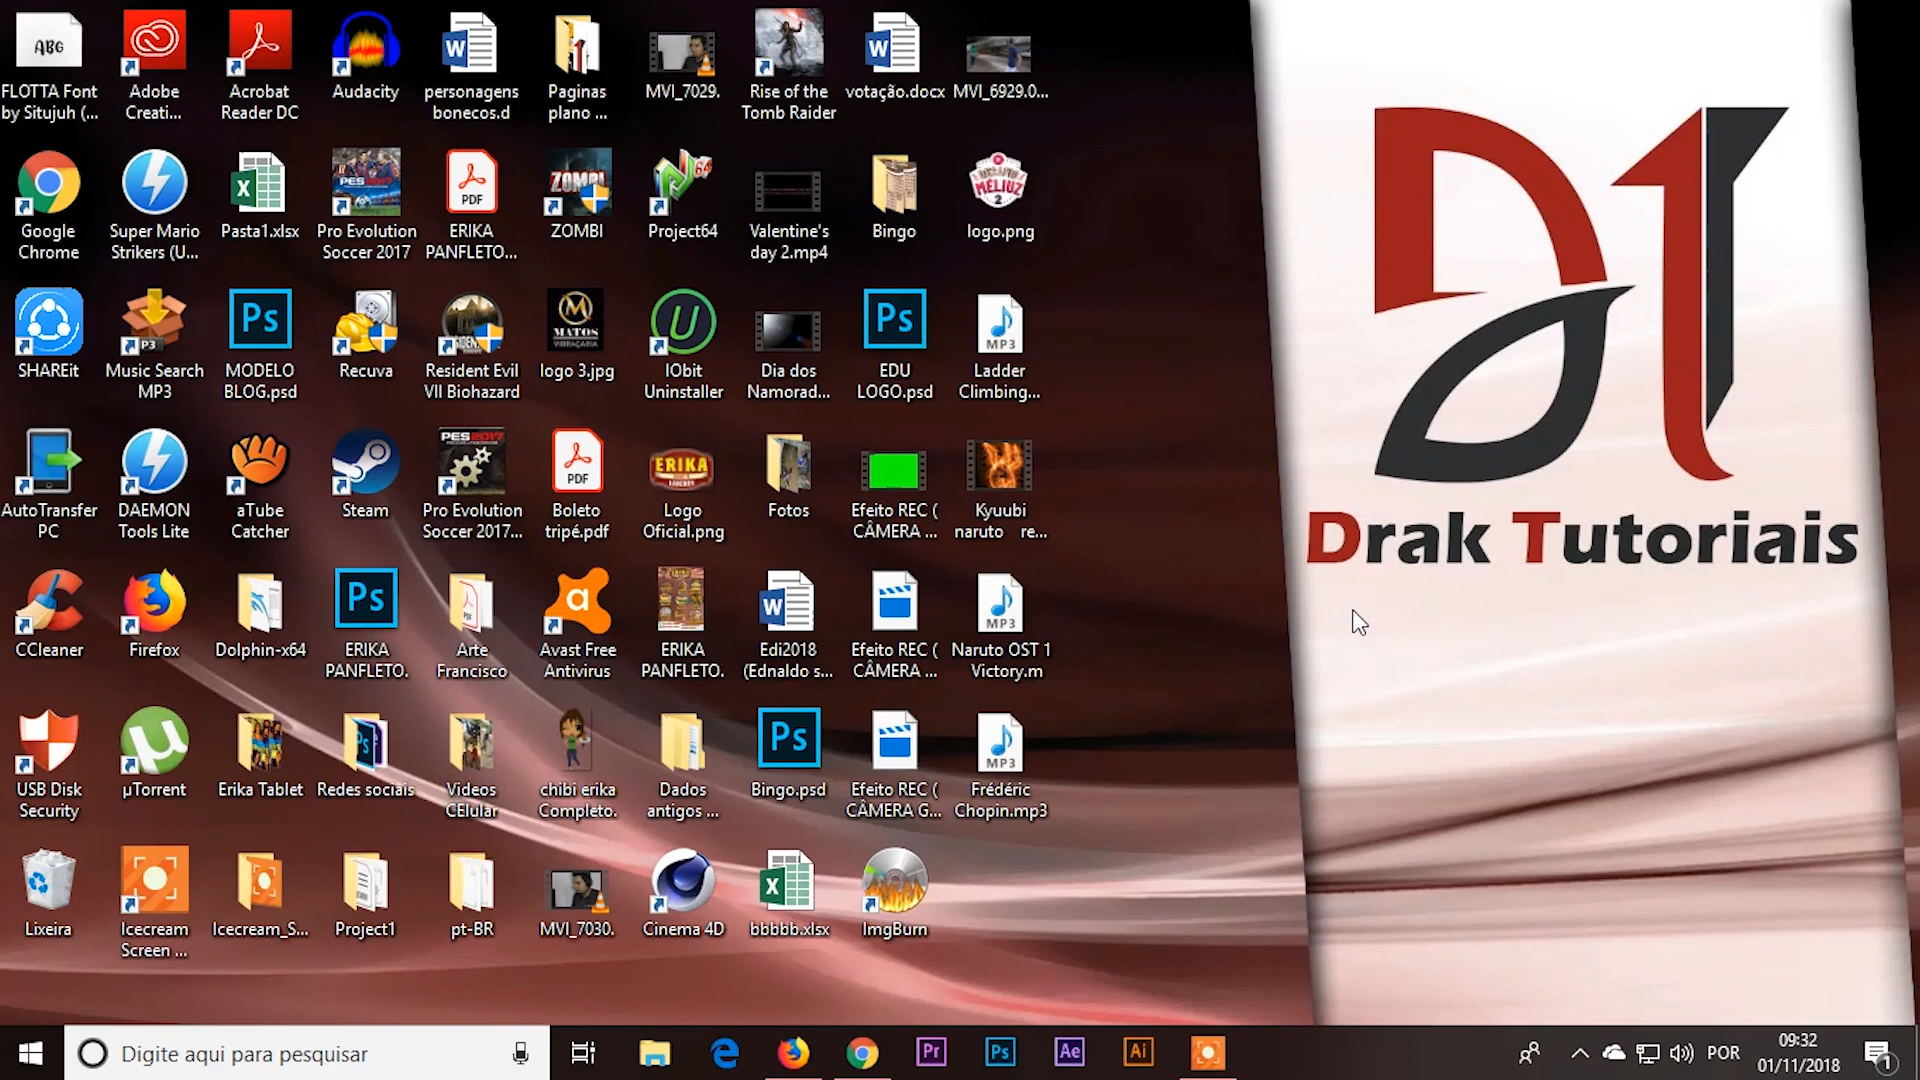 FLOTTA Font
by Situjuh (...
Adobe
Creati...
Acrobat
Reader DC
Audacity
personagens
bonecos.d
Paginas
plano ...
MVI_7029.
Rise of the
Tomb Raider
votação.docx
MVI_6929.0...
Google
Chrome
Super Mario
Strikers (U...
Pasta1.xlsx
Pro Evolution
Soccer 2017
ERIKA
PANFLETO...
ZOMBI
Project64
Valentine's
day 2.mp4
Bingo
logo.png
SHAREit
Music Search
MP3
MODELO
BLOG.psd
Recuva
Resident Evil
VII Biohazard
logo 3.jpg
IObit
Uninstaller
Dia dos
Namorad...
EDU
LOGO.psd
Ladder
Climbing...
AutoTransfer
PC
DAEMON
Tools Lite
aTube
Catcher
Steam
Pro Evolution
Soccer 2017...
Boleto
tripé.pdf
Logo
Oficial.png
Fotos
Efeito REC (
CÂMERA ...
Kyuubi
naruto re...
CCleaner
Firefox
Dolphin-x64
ERIKA
PANFLETO.
Arte
Francisco
Avast Free
Antivirus
ERIKA
PANFLETO.
Edi2018
(Ednaldo s...
Efeito REC (
CÂMERA ...
Naruto OST 1
Victory.m
USB Disk
Security
µTorrent
Erika Tablet
Redes sociais
Videos
CElular
chibi erika
Completo.
Dados
antigos ...
Bingo.psd
Efeito REC (
CÂMERA G...
Frédéric
Chopin.mp3
Lixeira
Icecream
Screen ...
Icecream_S...
Project1
pt-BR
MVI_7030.
Cinema 4D
bbbbb.xlsx
ImgBurn
Drak Tutoriais
Digite aqui para pesquisar
Pr
Ps
Ae
Ai
POR
09:32
01/11/2018
1